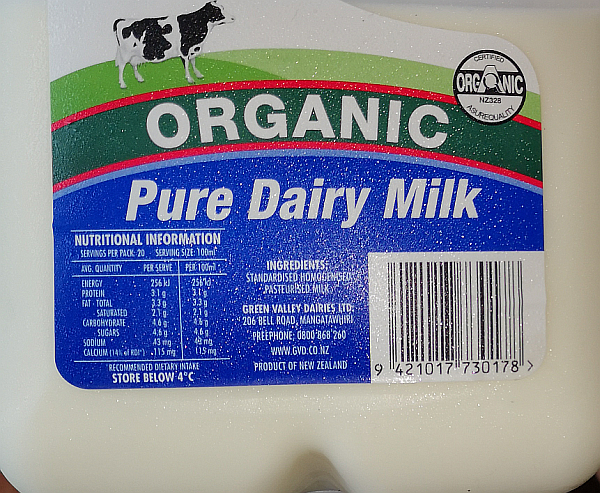 CERTIFIED
ORGANIC
NZ328
ASUREQUALITY
ORGANIC
Pure Dairy Milk
NUTRITIONAL INFORMATION
SERVINGS PER PACK: 20 SERVING SIZE: 100ml
AVG. QUANTITY PER SERVE PER 100ml
ENERGY 256 kJ 256 kJ
PROTEIN 3.1 g 3.1 g
FAT TOTAL 3.3 g 3.3 g
SATURATED 2.1 g 2.1 g
CARBOHYDRATE 4.6 g 4.6 g
SUGARS 4.6 g 4.6 g
SODIUM 43 mg 43 mg
CALCIUM (14% of RDI*) 115 mg 115 mg
*RECOMMENDED DIETARY INTAKE
STORE BELOW 4°C
INGREDIENTS:
STANDARDISED HOMOGENISED
PASTEURISED MILK
GREEN VALLEY DAIRIES LTD.
206 BELL ROAD, MANGATAWHIRI.
FREEPHONE: 0800 868 260
WWW.GVD.CO.NZ
PRODUCT OF NEW ZEALAND
9 421017 730178 >